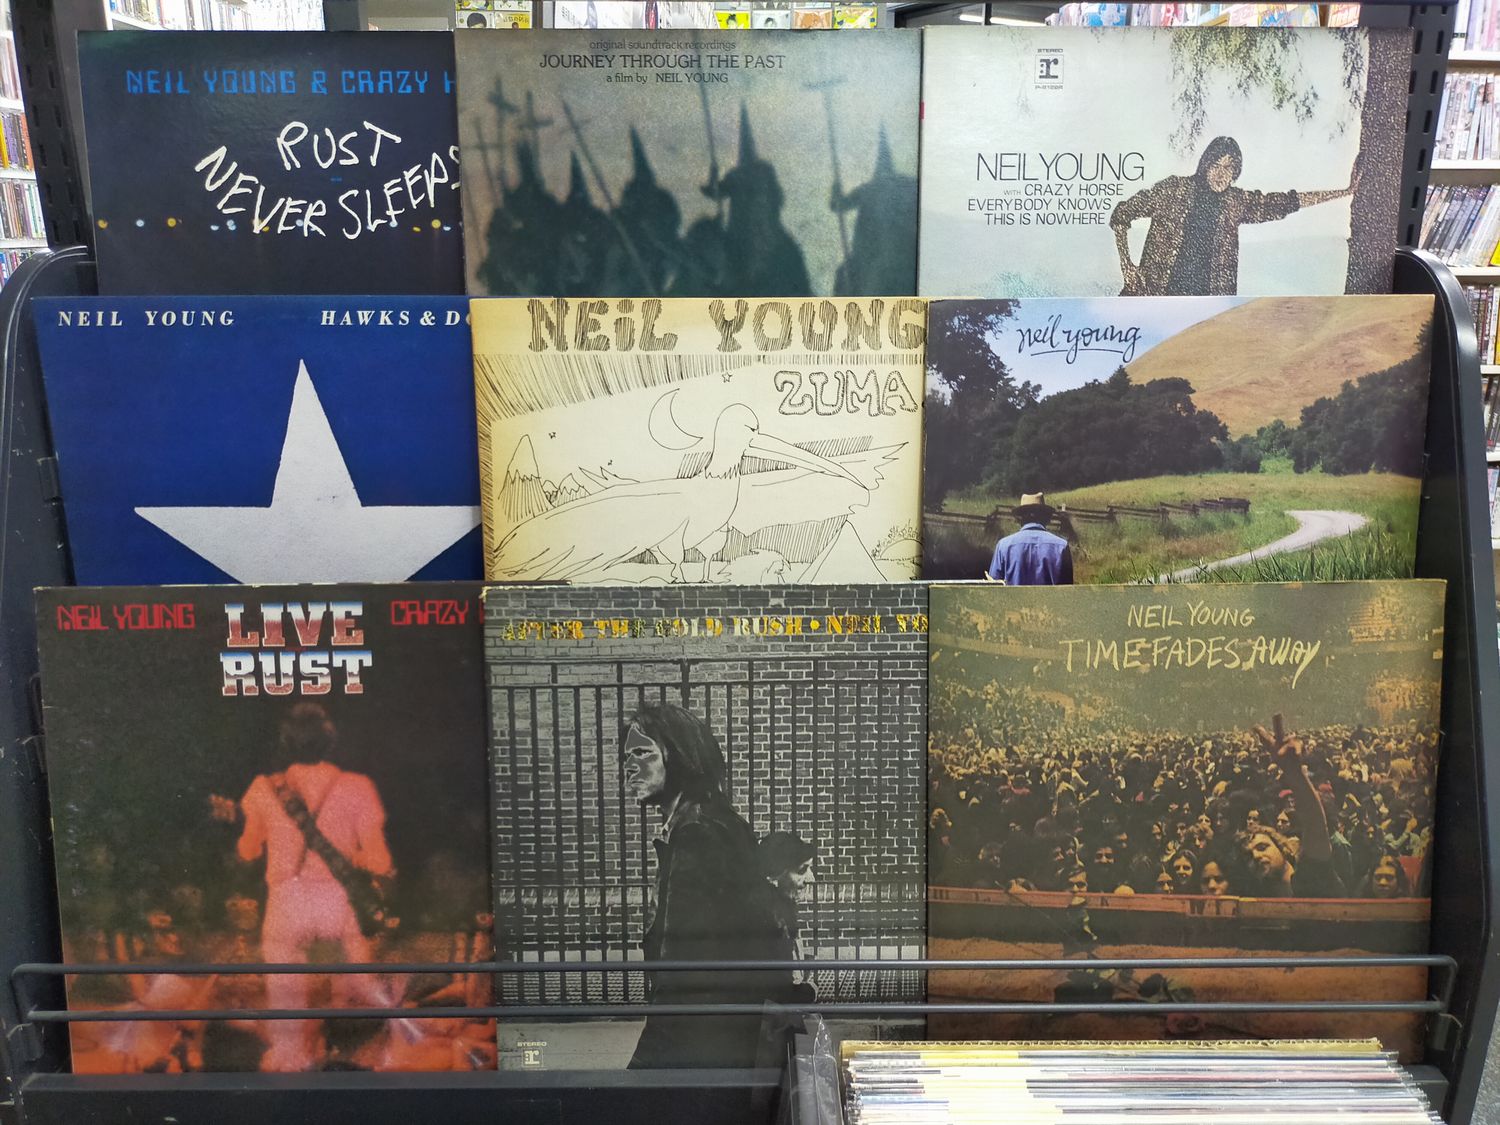 NEIL YOUNG & CRAZY H
RUST
NEVER SLEEPS
original soundtrack recordings
JOURNEY THROUGH THE PAST
a film by NEIL YOUNG
STEREO
r
NEIL YOUNG
WITH CRAZY HORSE
EVERYBODY KNOWS
THIS IS NOWHERE
NEIL YOUNG HAWKS & DO
NEIL YOUNG
ZUMA
neil young
NEIL YOUNG LIVE CRAZY
RUST
AFTER THE GOLD RUSH • NEIL YO
STEREO
r
NEIL YOUNG
TIME FADES AWAY